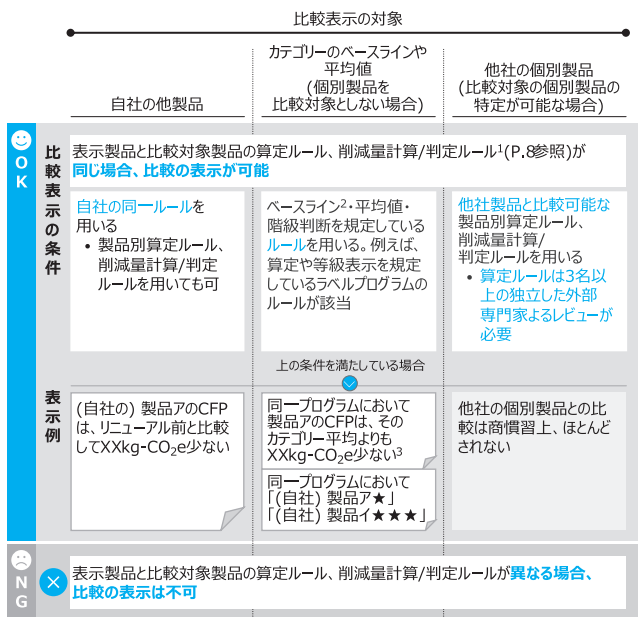 比較表示の対象
自社の他製品
カテゴリーのベースラインや
平均値
(個別製品を
比較対象としない場合)
他社の個別製品
(比較対象の個別製品の
特定が可能な場合)
OK
比較表示の条件
表示製品と比較対象製品の算定ルール、削減量計算/判定ルール1(P.8参照)が
同じ場合、比較の表示が可能
自社の同一ルールを
用いる
• 製品別算定ルール、
削減量計算/判定
ルールを用いても可
ベースライン2・平均値・
階級判断を規定している
ルールを用いる。例えば、
算定や等級表示を規定
しているラベルプログラムの
ルールが該当
他社製品と比較可能な
製品別算定ルール、
削減量計算/
判定ルールを用いる
• 算定ルールは3名以
上の独立した外部
専門家よるレビューが
必要
上の条件を満たしている場合
表示例
(自社の) 製品アのCFP
は、リニューアル前と比較
してXXkg-CO2e少ない
同一プログラムにおいて
製品アのCFPは、その
カテゴリー平均よりも
XXkg-CO2e少ない3
同一プログラムにおいて
「(自社) 製品ア★」
「(自社) 製品イ★★★」
他社の個別製品との比
較は商慣習上、ほとんど
されない
NG
表示製品と比較対象製品の算定ルール、削減量計算/判定ルールが異なる場合、
比較の表示は不可